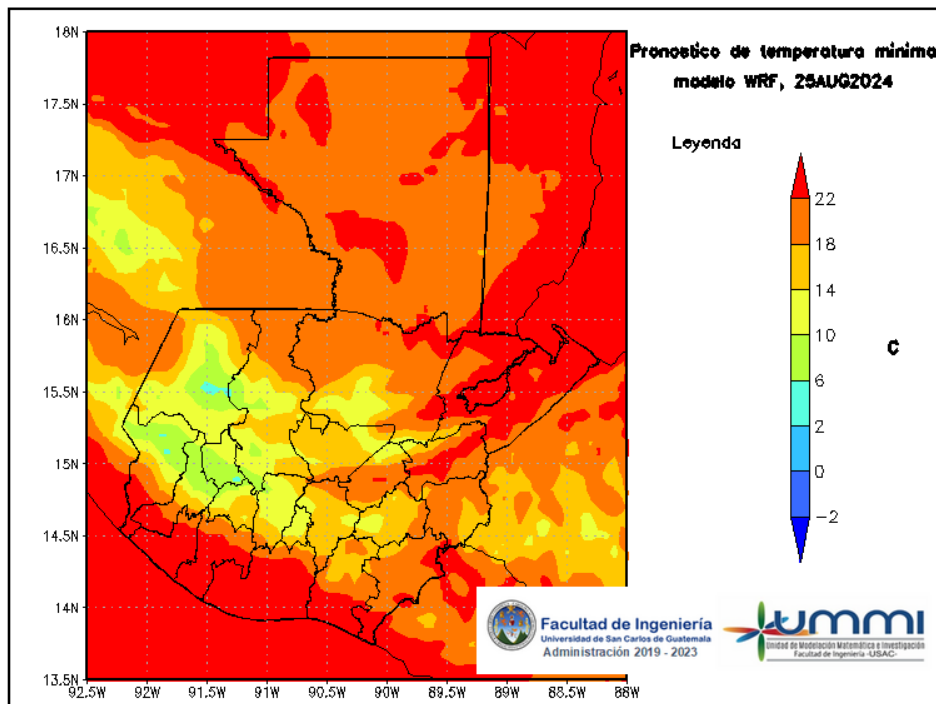 Pronostico de temperatura minima
modelo WRF, 25AUG2024
Leyenda
22
18
14
10
6
2
0
-2
C
18N
17.5N
17N
16.5N
16N
15.5N
15N
14.5N
14N
13.5N
92.5W
92W
91.5W
91W
90.5W
90W
89.5W
89W
88.5W
88W
Facultad de Ingeniería
Universidad de San Carlos de Guatemala
Administración 2019 - 2023
ummi
Unidad de Modelación Matemática e Investigación
Facultad de Ingeniería -USAC-